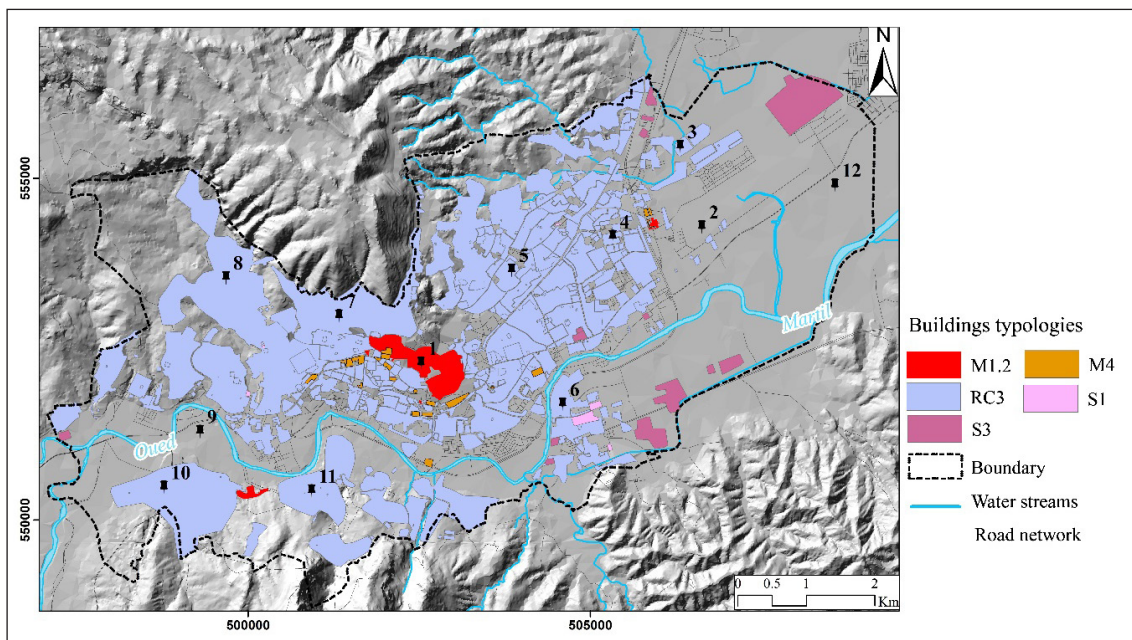 N
3
555000
12
2
4
5
8
7
Martil
1
6
9
Oued
10
11
550000
0 0.5 1 2
Km
500000 505000
Buildings typologies
M1.2 M4
RC3 S1
S3
Boundary
Water streams
Road network